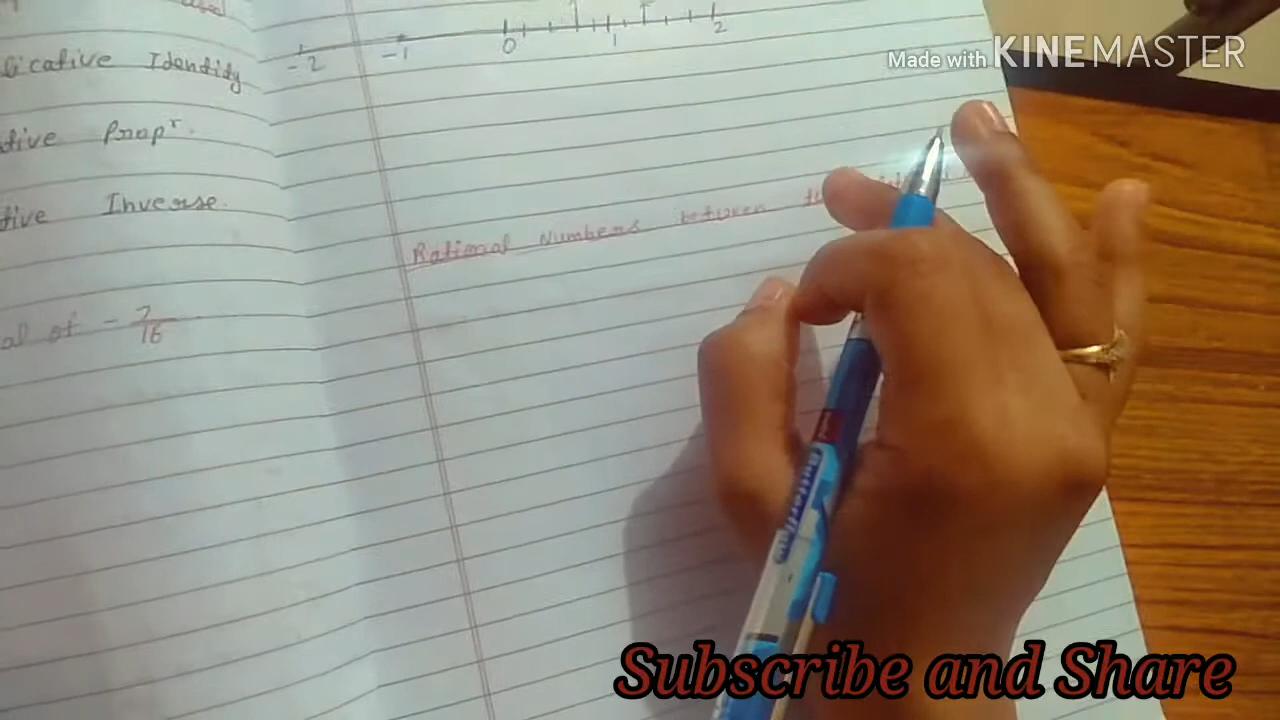 licative Identity
tive Propr.
tive Inverse.
al of - 7/16
-2 -1 0 1 2
Rational Numbers between
Made with KINEMASTER
Butterflow
Subscribe and Share